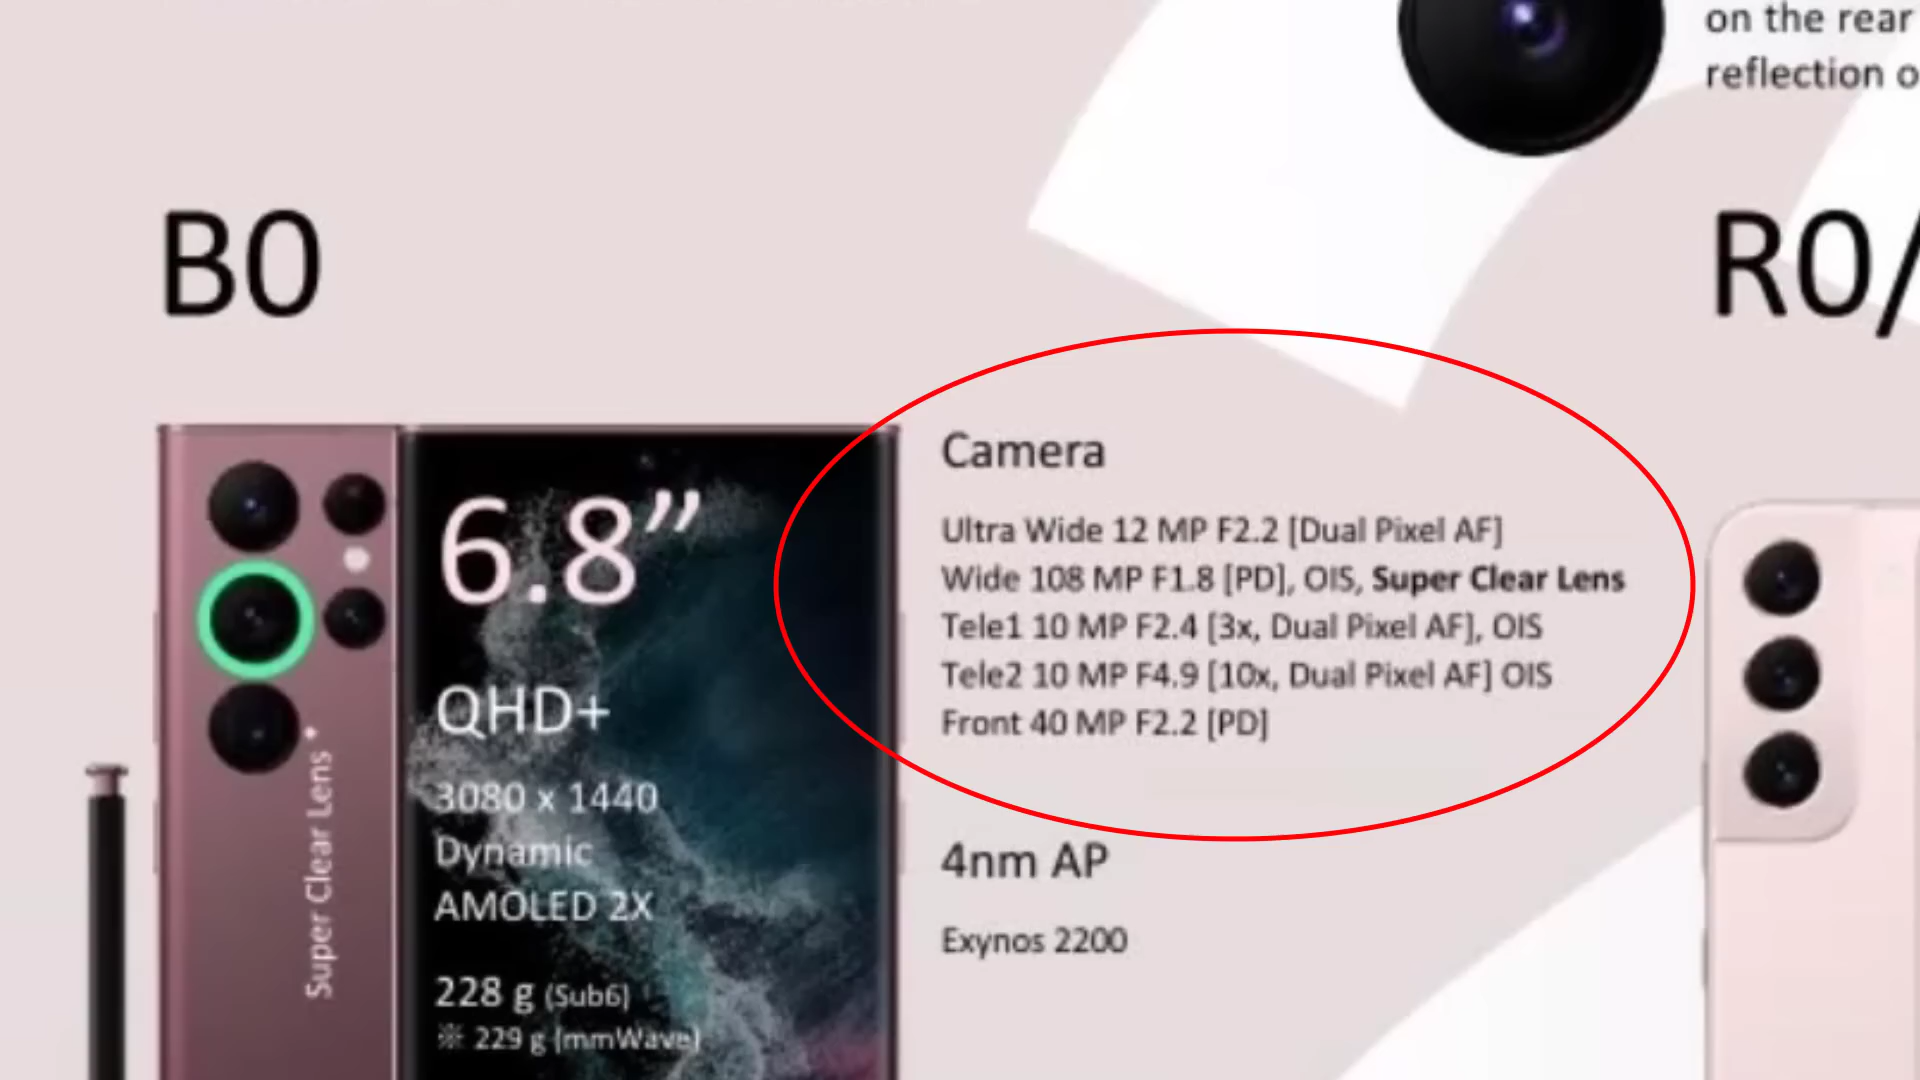 on the rear
reflection o
B0
R0/
6.8”
QHD+
3080 x 1440
Dynamic
AMOLED 2X
228 g (Sub6)
※ 229 g (mmWave)
Super Clear Lens*
Camera
Ultra Wide 12 MP F2.2 [Dual Pixel AF]
Wide 108 MP F1.8 [PD], OIS, Super Clear Lens
Tele1 10 MP F2.4 [3x, Dual Pixel AF], OIS
Tele2 10 MP F4.9 [10x, Dual Pixel AF] OIS
Front 40 MP F2.2 [PD]
4nm AP
Exynos 2200